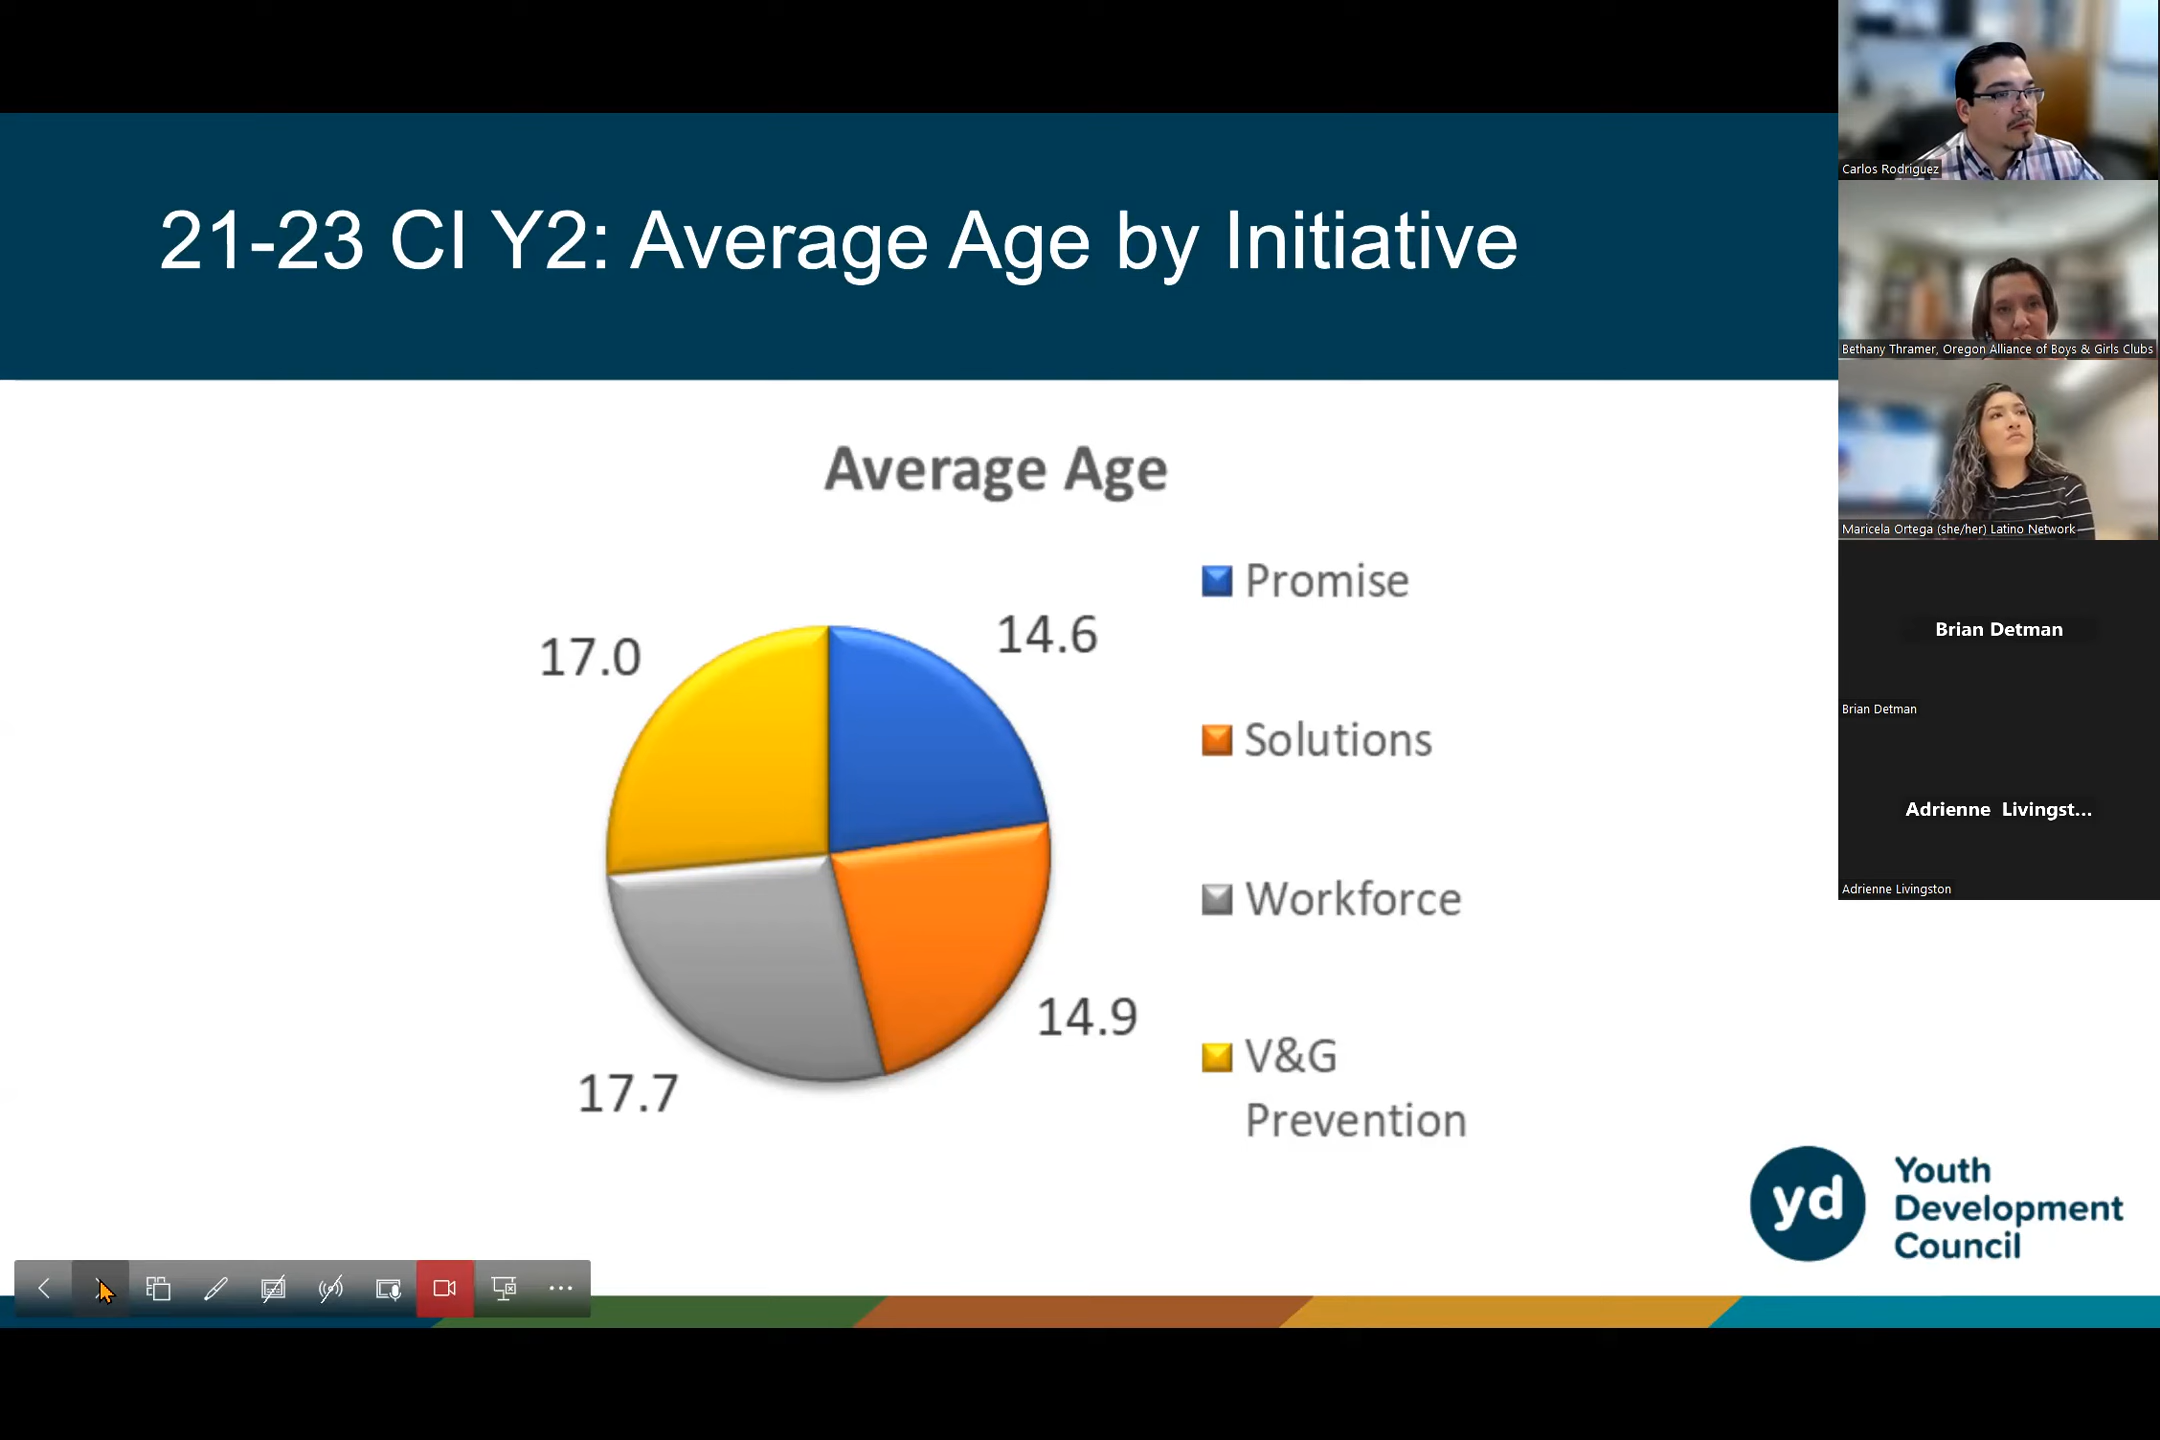 21-23 CI Y2: Average Age by Initiative
Average Age
14.6
14.9
17.7
17.0
Promise
Solutions
Workforce
V&G
Prevention
yd
Youth
Development
Council
Carlos Rodriguez
Bethany Thramer, Oregon Alliance of Boys & Girls Clubs
Maricela Ortega (she/her) Latino Network
Brian Detman
Brian Detman
Adrienne Livingst...
Adrienne Livingston